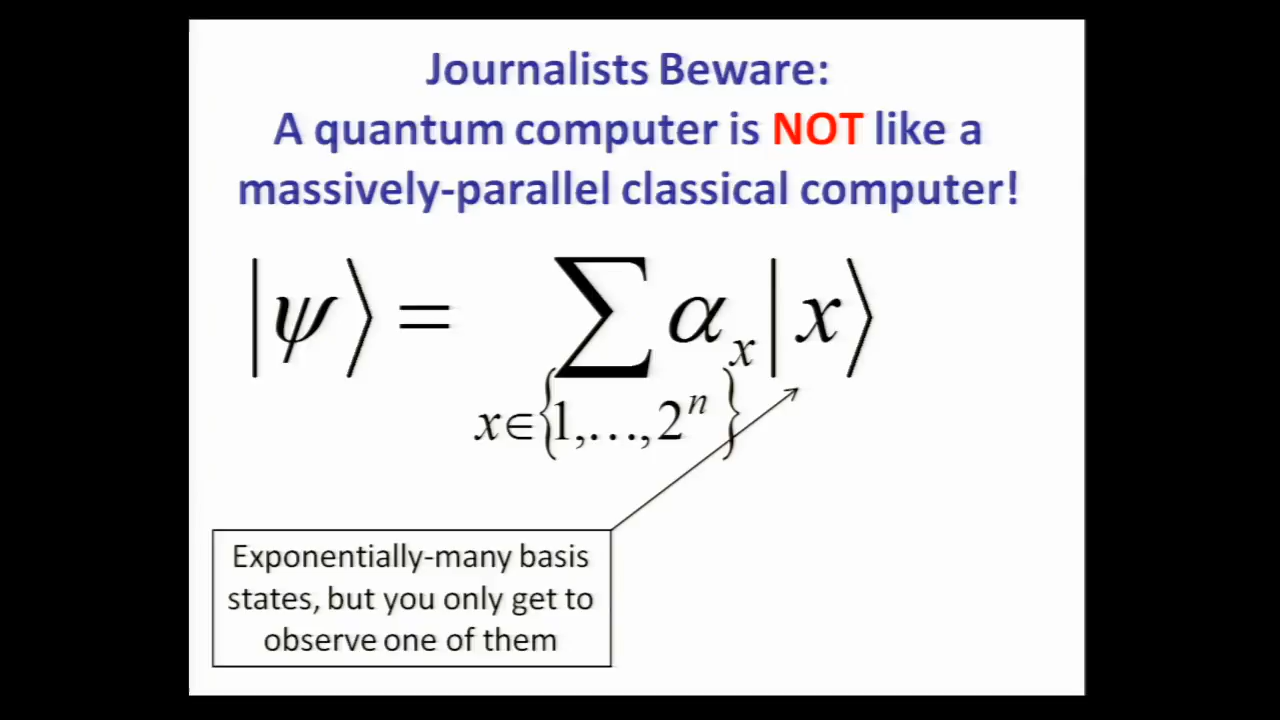 Journalists Beware:
A quantum computer is NOT like a
massively-parallel classical computer!
|ψ⟩ = ∑ αₓ|x⟩
x∈{1,…,2ⁿ}
Exponentially-many basis
states, but you only get to
observe one of them